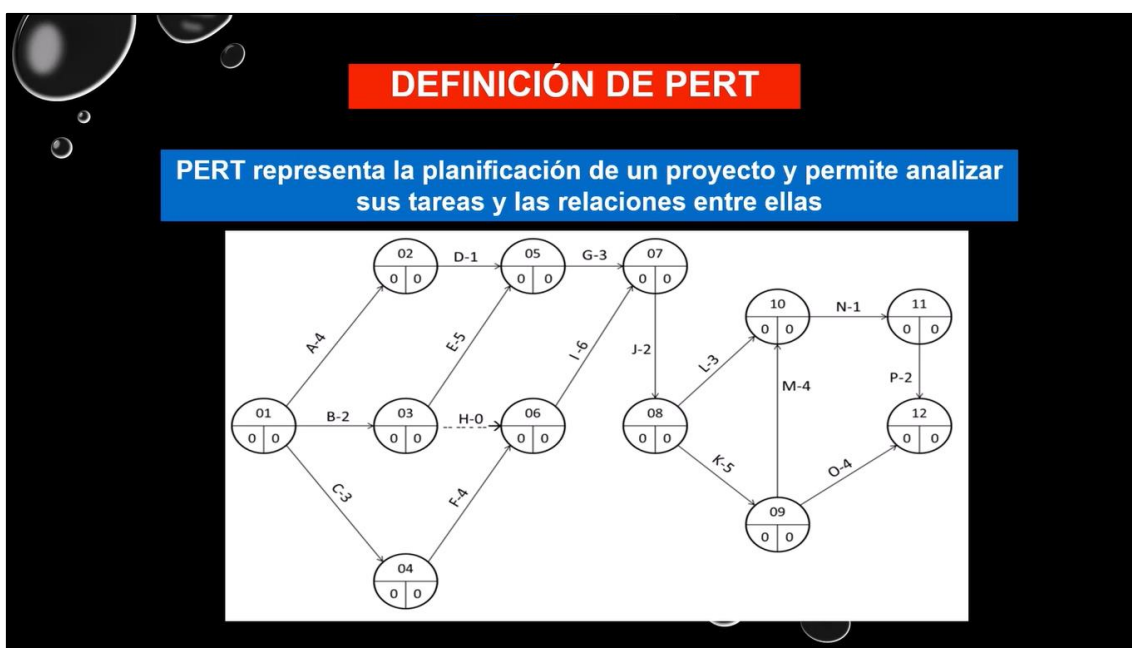 DEFINICIÓN DE PERT
PERT representa la planificación de un proyecto y permite analizar
sus tareas y las relaciones entre ellas
02
0 0
D-1
05
0 0
G-3
07
0 0
10
0 0
N-1
11
0 0
A-4
E-5
I-6
J-2
L-3
M-4
P-2
01
0 0
B-2
03
0 0
H-0
06
0 0
08
0 0
12
0 0
C-3
F-4
K-5
O-4
09
0 0
04
0 0